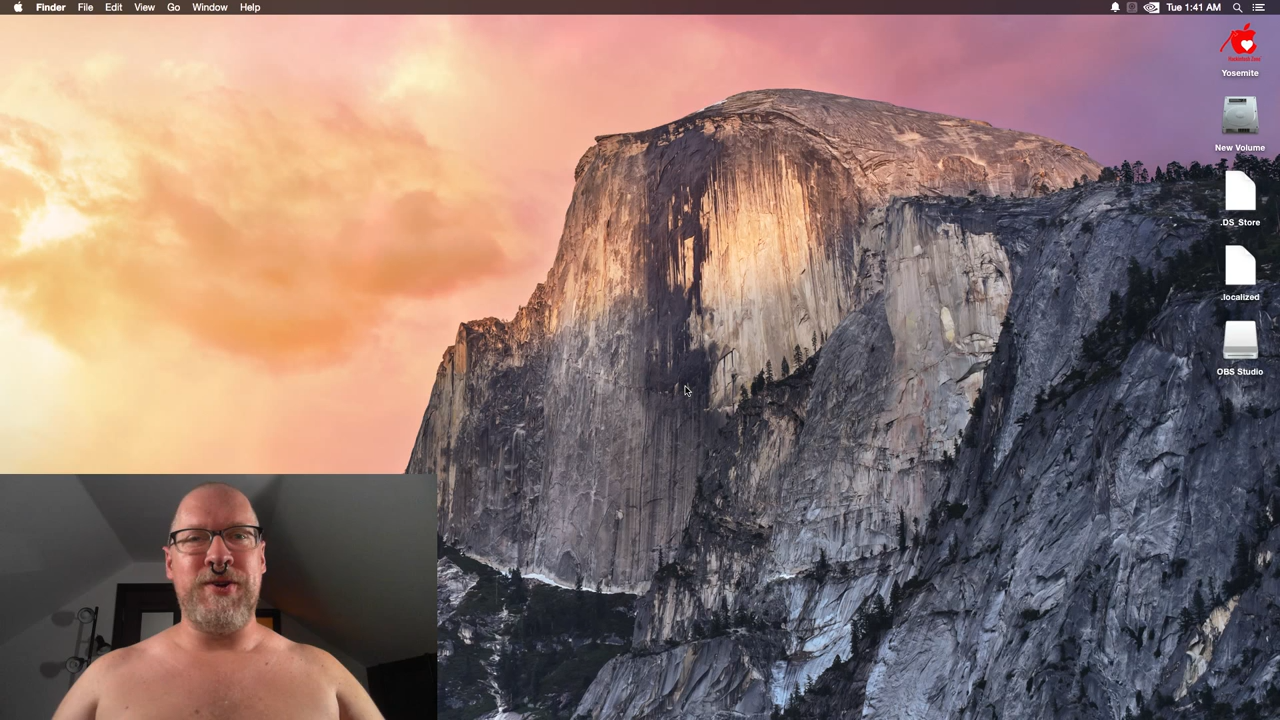 Finder File Edit View Go Window Help Tue 1:41 AM
Yosemite
New Volume
.DS_Store
.localized
OBS Studio